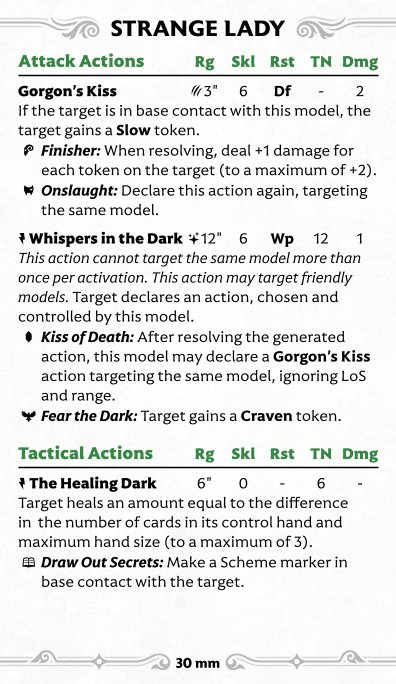 STRANGE LADY
Attack Actions Rg Skl Rst TN Dmg
Gorgon's Kiss 3" 6 Df - 2
If the target is in base contact with this model, the
target gains a Slow token.
Finisher: When resolving, deal +1 damage for
each token on the target (to a maximum of +2).
Onslaught: Declare this action again, targeting
the same model.
Whispers in the Dark 12" 6 Wp 12 1
This action cannot target the same model more than
once per activation. This action may target friendly
models. Target declares an action, chosen and
controlled by this model.
Kiss of Death: After resolving the generated
action, this model may declare a Gorgon's Kiss
action targeting the same model, ignoring LoS
and range.
Fear the Dark: Target gains a Craven token.
Tactical Actions Rg Skl Rst TN Dmg
The Healing Dark 6" 0 - 6 -
Target heals an amount equal to the difference
in the number of cards in its control hand and
maximum hand size (to a maximum of 3).
Draw Out Secrets: Make a Scheme marker in
base contact with the target.
30 mm